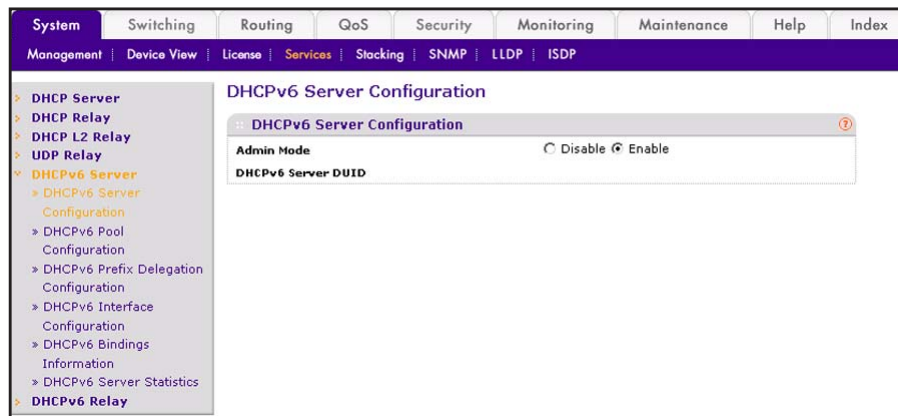 System Switching Routing QoS Security Monitoring Maintenance Help Index
Management Device View License Services Stacking SNMP LLDP ISDP
DHCP Server
DHCP Relay
DHCP L2 Relay
UDP Relay
DHCPv6 Server
» DHCPv6 Server
Configuration
» DHCPv6 Pool
Configuration
» DHCPv6 Prefix Delegation
Configuration
» DHCPv6 Interface
Configuration
» DHCPv6 Bindings
Information
» DHCPv6 Server Statistics
DHCPv6 Relay
DHCPv6 Server Configuration
DHCPv6 Server Configuration ?
Admin Mode Disable Enable
DHCPv6 Server DUID